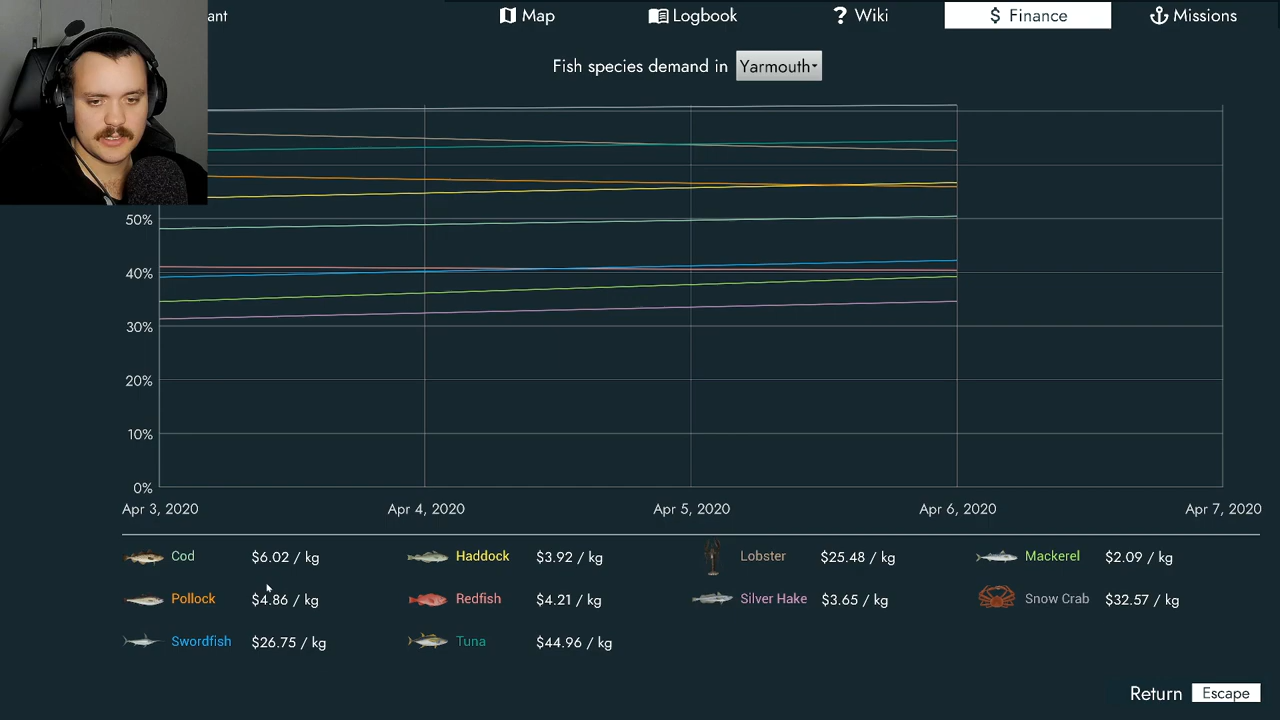 ant
Map
Logbook
? Wiki
$ Finance
Missions
Fish species demand in Yarmouth
50%
40%
30%
20%
10%
0%
Apr 3, 2020 Apr 4, 2020 Apr 5, 2020 Apr 6, 2020 Apr 7, 2020
Cod $6.02 / kg Haddock $3.92 / kg Lobster $25.48 / kg Mackerel $2.09 / kg
Pollock $4.86 / kg Redfish $4.21 / kg Silver Hake $3.65 / kg Snow Crab $32.57 / kg
Swordfish $26.75 / kg Tuna $44.96 / kg
Return Escape